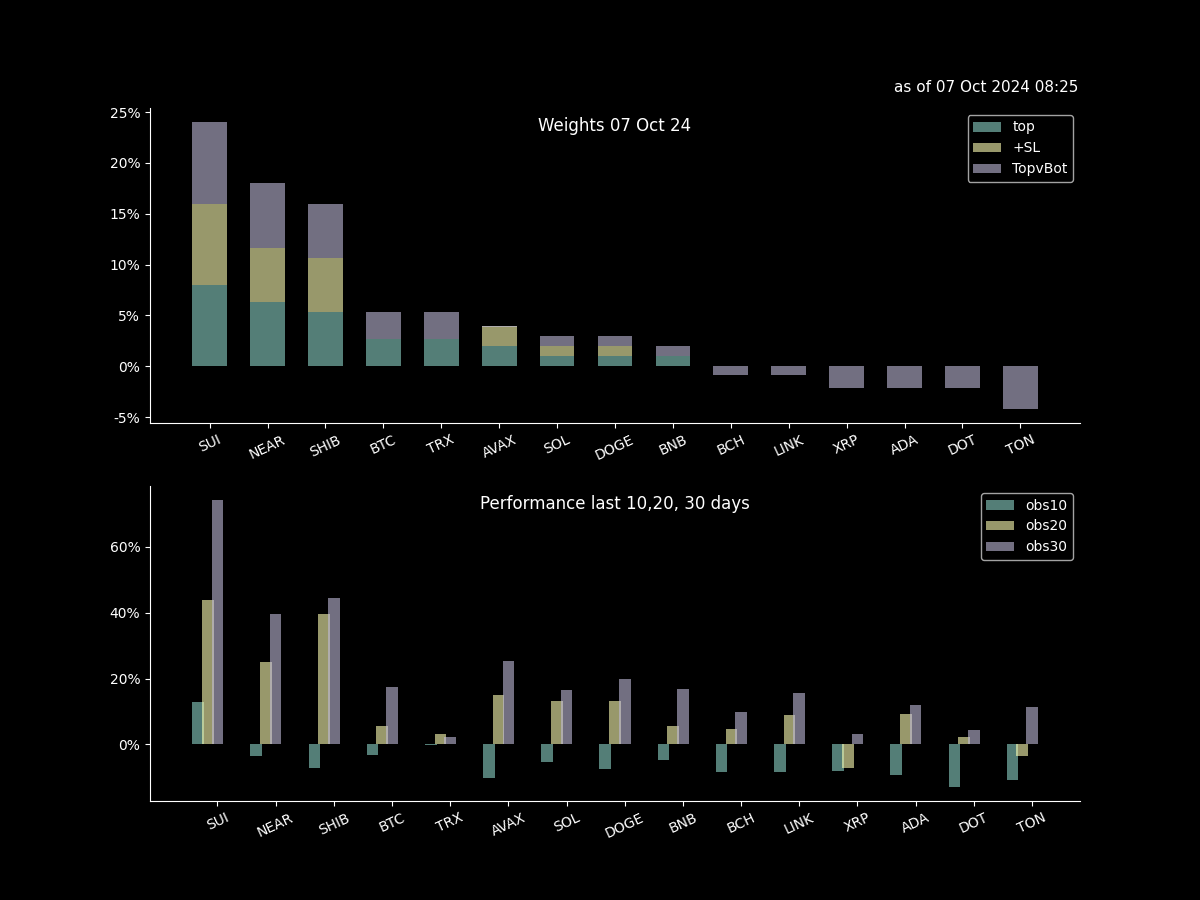 as of 07 Oct 2024 08:25
Weights 07 Oct 24
top
+SL
TopvBot
25%
20%
15%
10%
5%
0%
-5%
SUI NEAR SHIB BTC TRX AVAX SOL DOGE BNB BCH LINK XRP ADA DOT TON
Performance last 10,20, 30 days
obs10
obs20
obs30
60%
40%
20%
0%
SUI NEAR SHIB BTC TRX AVAX SOL DOGE BNB BCH LINK XRP ADA DOT TON